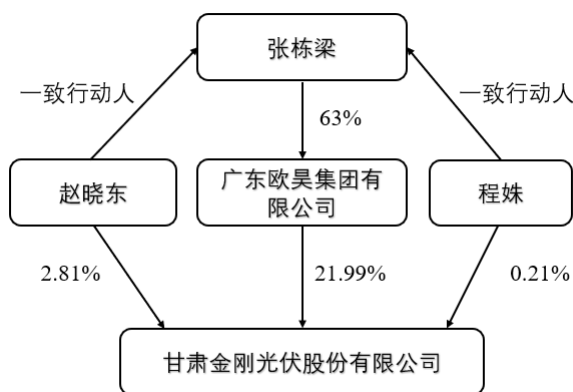 张栋梁
一致行动人
一致行动人
63%
赵晓东
广东欧昊集团有
限公司
程姝
2.81%
21.99%
0.21%
甘肃金刚光伏股份有限公司